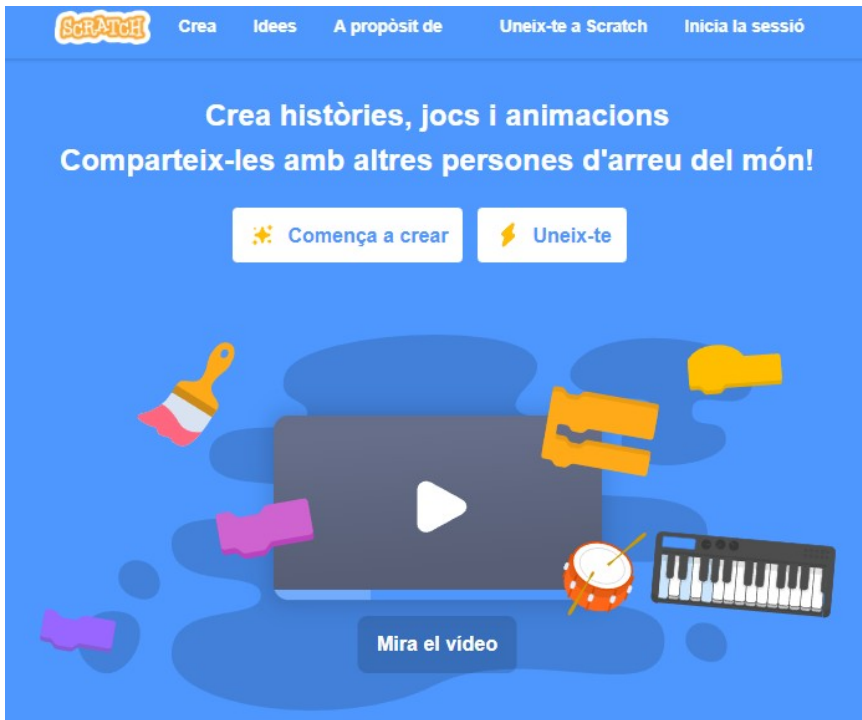 SCRATCH Crea Idees A propòsit de Uneix-te a Scratch Inicia la sessió
Crea històries, jocs i animacions
Comparteix-les amb altres persones d'arreu del món!
Comença a crear Uneix-te
Mira el vídeo